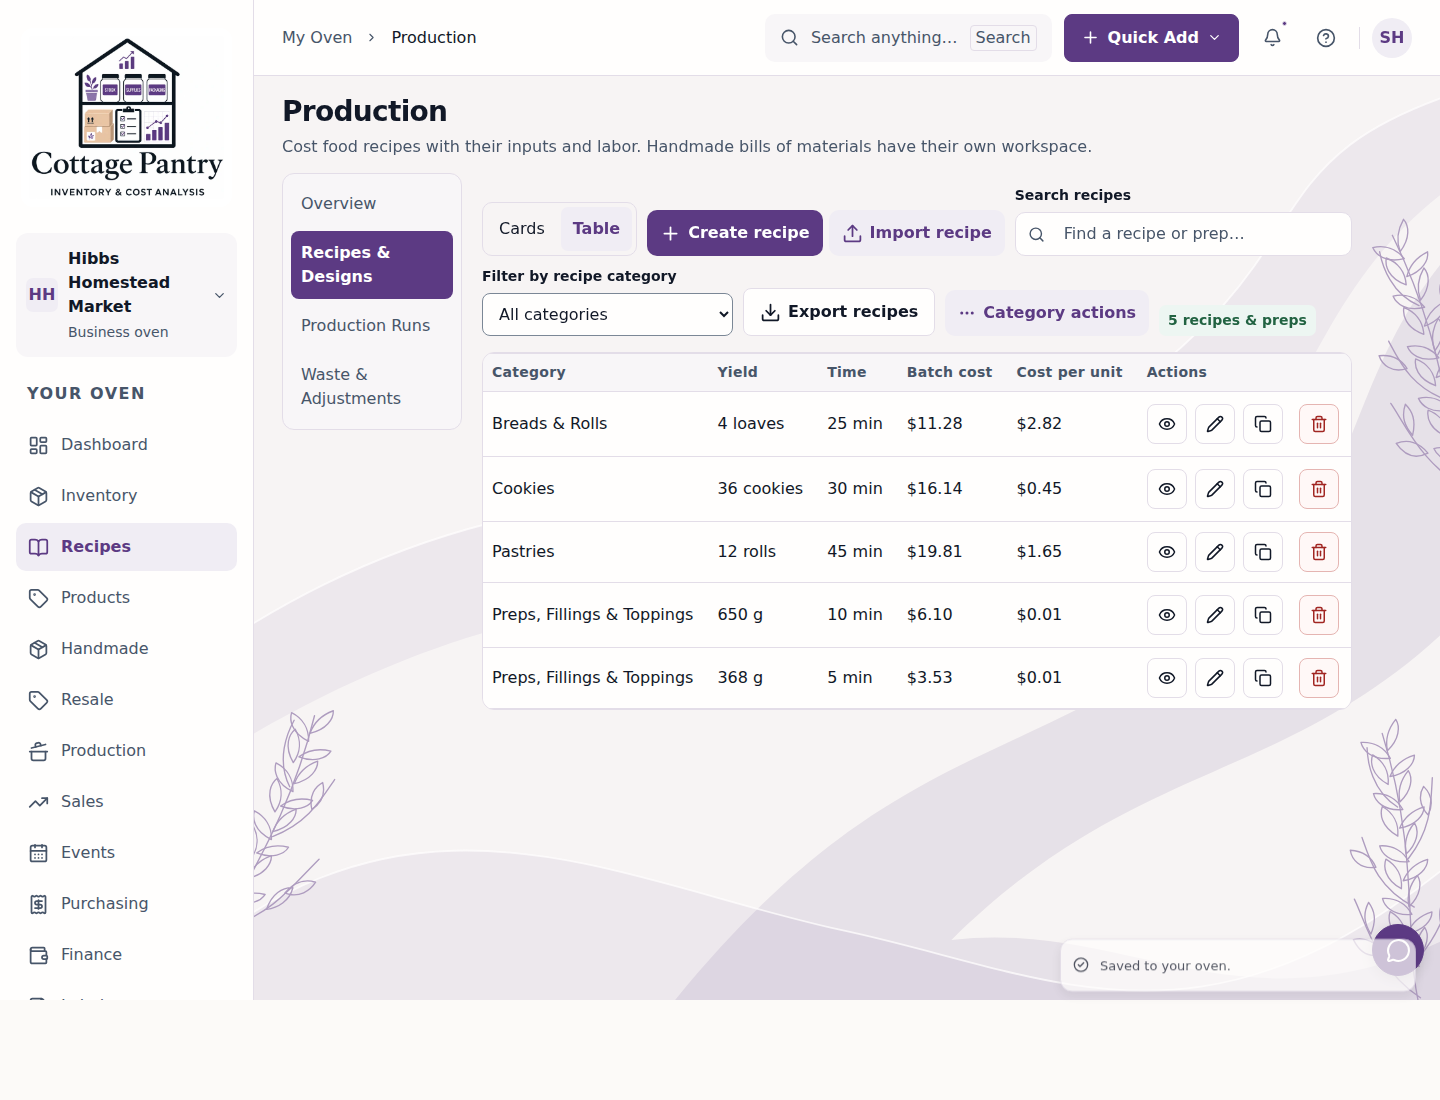 Cottage Pantry
INVENTORY & COST ANALYSIS
HH
Hibbs
Homestead
Market
Business oven
YOUR OVEN
Dashboard
Inventory
Recipes
Products
Handmade
Resale
Production
Sales
Events
Purchasing
Finance
My Oven
Production
Search anything...
Search
Quick Add
SH
Production
Cost food recipes with their inputs and labor. Handmade bills of materials have their own workspace.
Overview
Recipes &
Designs
Production Runs
Waste &
Adjustments
Cards
Table
Create recipe
Import recipe
Search recipes
Find a recipe or prep...
Filter by recipe category
All categories
Export recipes
Category actions
5 recipes & preps
Category Yield Time Batch cost Cost per unit Actions
Breads & Rolls 4 loaves 25 min $11.28 $2.82
Cookies 36 cookies 30 min $16.14 $0.45
Pastries 12 rolls 45 min $19.81 $1.65
Preps, Fillings & Toppings 650 g 10 min $6.10 $0.01
Preps, Fillings & Toppings 368 g 5 min $3.53 $0.01
Saved to your oven.